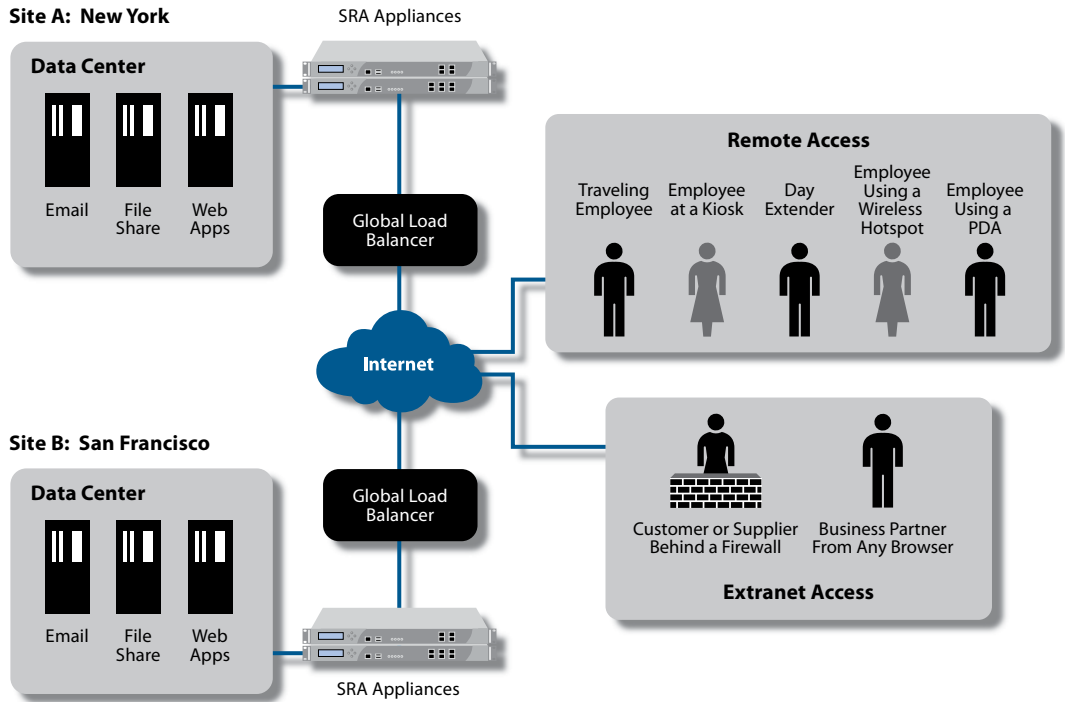 Site A: New York
SRA Appliances
Data Center
Email
File
Share
Web
Apps
Global Load
Balancer
Remote Access
Traveling
Employee
Employee
at a Kiosk
Day
Extender
Employee
Using a
Wireless
Hotspot
Employee
Using a
PDA
Internet
Site B: San Francisco
Data Center
Email
File
Share
Web
Apps
Global Load
Balancer
SRA Appliances
Customer or Supplier
Behind a Firewall
Business Partner
From Any Browser
Extranet Access